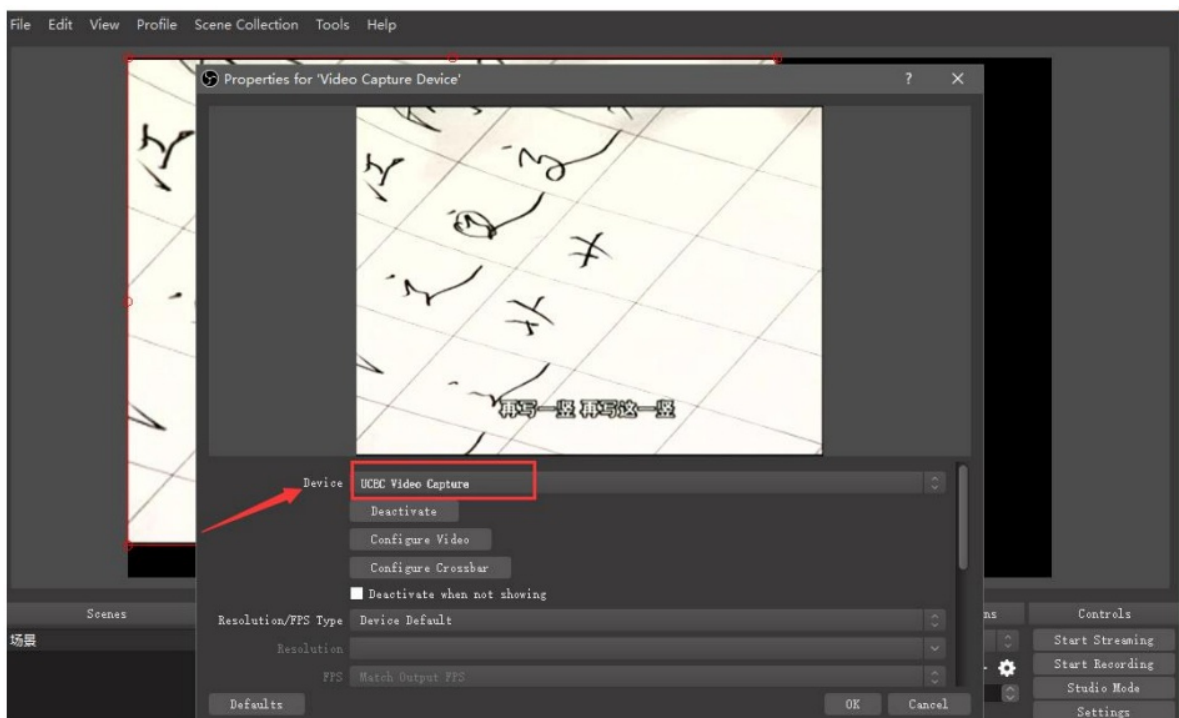 File Edit View Profile Scene Collection Tools Help
Properties for 'Video Capture Device' ? ×
再写一竖 再写这一竖
Device UCBC Video Capture
Deactivate
Configure Video
Configure Crossbar
Deactivate when not showing
Resolution/FPS Type Device Default
Resolution
FPS Match Output FPS
Defaults OK Cancel
Scenes
场景
ns
Controls
Start Streaming
Start Recording
Studio Mode
Settings